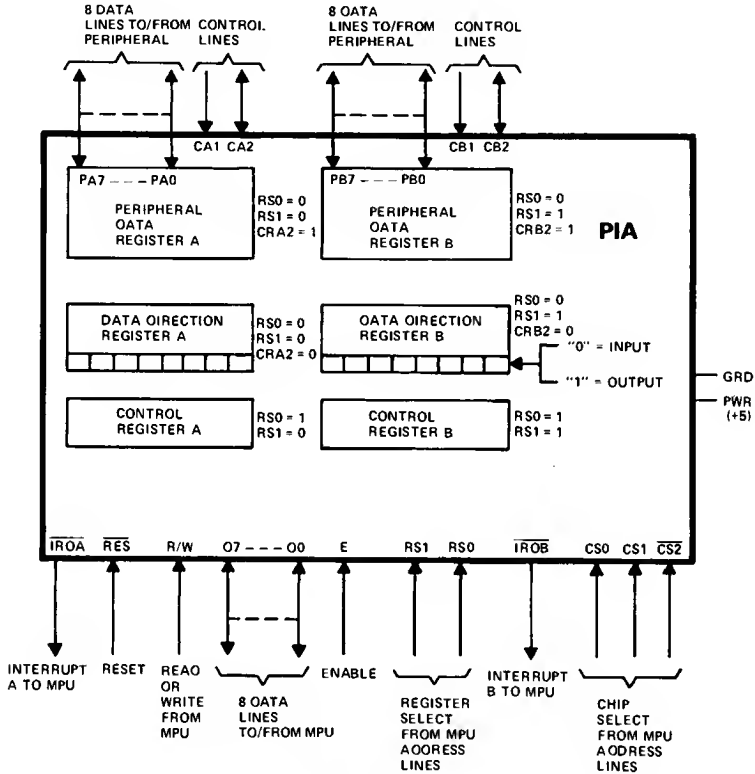 8 DATA
LINES TO/FROM
PERIPHERAL
CONTROL
LINES
8 OATA
LINES TO/FROM
PERIPHERAL
CONTROL
LINES
CA1 CA2
CB1 CB2
PA7 --- PA0
PERIPHERAL
OATA
REGISTER A
RS0 = 0
RS1 = 0
CRA2 = 1
PB7 --- PB0
PERIPHERAL
OATA
REGISTER B
RS0 = 0
RS1 = 1
CRB2 = 1
PIA
DATA OIRECTION
REGISTER A
RS0 = 0
RS1 = 0
CRA2 = 0
OATA DIRECTION
REGISTER B
RS0 = 0
RS1 = 1
CRB2 = 0
"0" = INPUT
"1" = OUTPUT
GRD
PWR
(+5)
CONTROL
REGISTER A
RS0 = 1
RS1 = 0
CONTROL
REGISTER B
RS0 = 1
RS1 = 1
IROA RES R/W O7 --- O0 E RS1 RS0 IROB CS0 CS1 CS2
INTERRUPT
A TO MPU
RESET
REAO
OR
WRITE
FROM
MPU
8 OATA
LINES
TO/FROM MPU
ENABLE
REGISTER
SELECT
FROM MPU
AOORESS
LINES
INTERRUPT
B TO MPU
CHIP
SELECT
FROM MPU
AODRESS
LINES